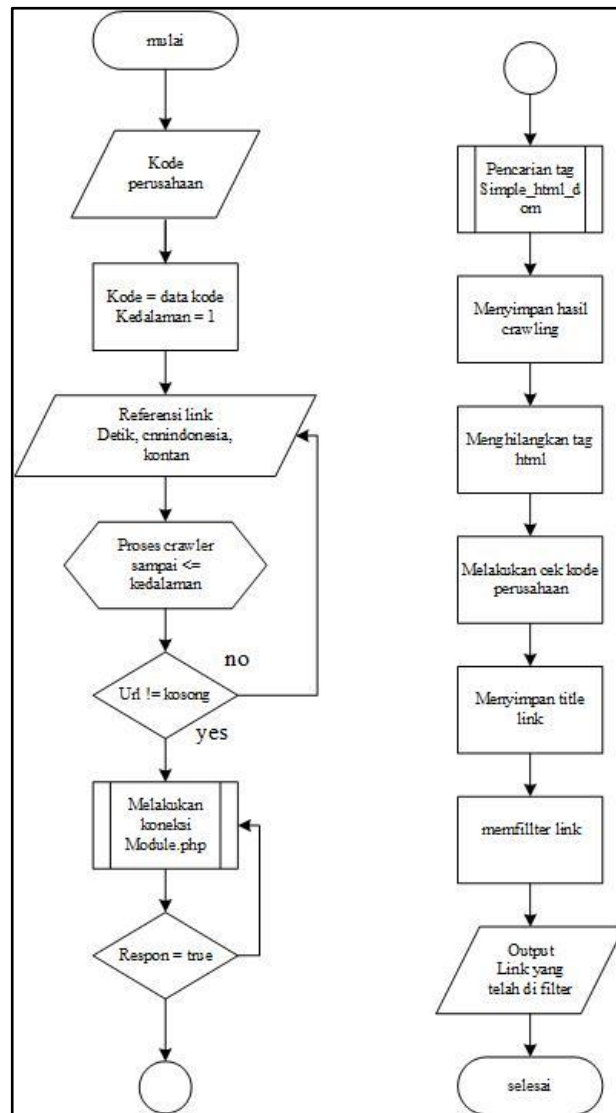 mulai
Kode
perusahaan
Kode = data kode
Kedalaman = 1
Referensi link
Detik, cnnindonesia,
kontan
Proses crawler
sampai <=
kedalaman
no
Url != kosong
yes
Melakukan
koneksi
Module.php
Respon = true
Pencarian tag
Simple_html_d
om
Menyimpan hasil
crawling
Menghilangkan tag
html
Melakukan cek kode
perusahaan
Menyimpan title
link
memfillter link
Output
Link yang
telah di filter
selesai